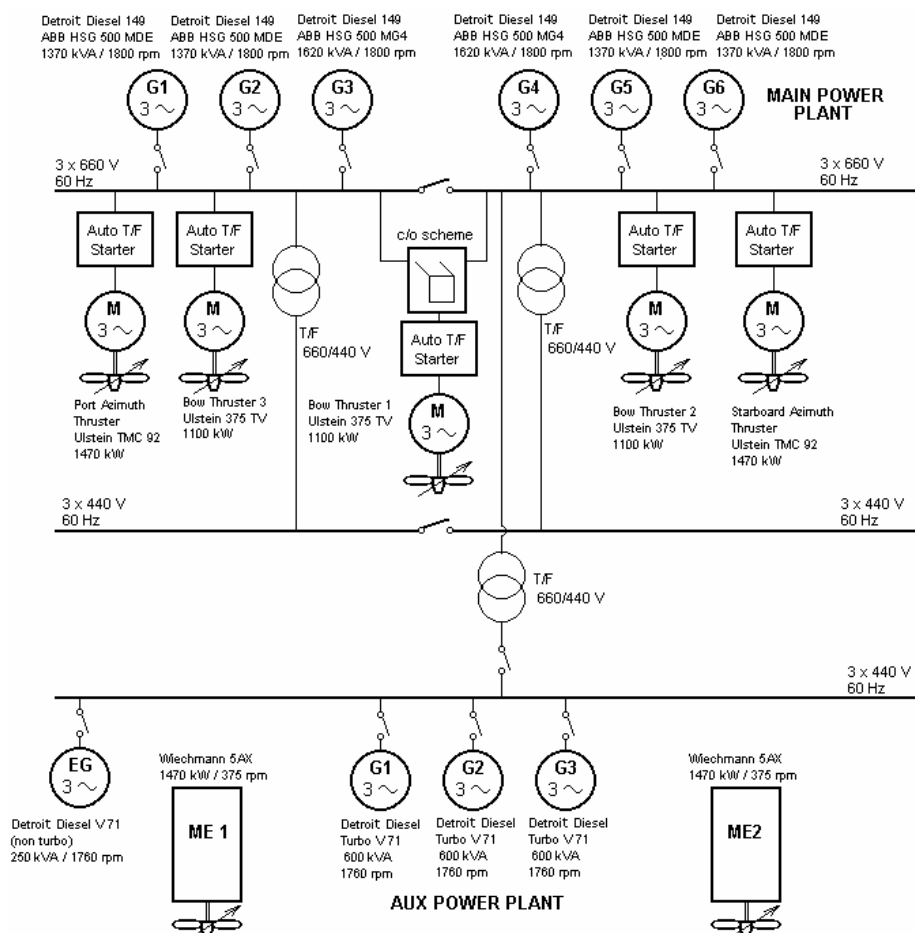 Detroit Diesel 149
ABB HSG 500 MDE
1370 kVA / 1800 rpm
Detroit Diesel 149
ABB HSG 500 MDE
1370 kVA / 1800 rpm
Detroit Diesel 149
ABB HSG 500 MG4
1620 kVA / 1800 rpm
Detroit Diesel 149
ABB HSG 500 MG4
1620 kVA / 1800 rpm
Detroit Diesel 149
ABB HSG 500 MDE
1370 kVA / 1800 rpm
Detroit Diesel 149
ABB HSG 500 MDE
1370 kVA / 1800 rpm
G1
3 ~
G2
3 ~
G3
3 ~
G4
3 ~
G5
3 ~
G6
3 ~
MAIN POWER
PLANT
3 x 660 V
60 Hz
3 x 660 V
60 Hz
Auto T/F
Starter
Auto T/F
Starter
c/o scheme
Auto T/F
Starter
Auto T/F
Starter
Auto T/F
Starter
M
3 ~
M
3 ~
M
3 ~
M
3 ~
M
3 ~
T/F
660/440 V
T/F
660/440 V
Port Azimuth
Thruster
Ulstein TMC 92
1470 kW
Bow Thruster 3
Ulstein 375 TV
1100 kW
Bow Thruster 1
Ulstein 375 TV
1100 kW
Bow Thruster 2
Ulstein 375 TV
1100 kW
Starboard Azimuth
Thruster
Ulstein TMC 92
1470 kW
3 x 440 V
60 Hz
3 x 440 V
60 Hz
T/F
660/440 V
3 x 440 V
60 Hz
EG
3 ~
Detroit Diesel V71
(non turbo)
250 kVA / 1760 rpm
Wiechmann 5AX
1470 kW / 375 rpm
ME 1
G1
3 ~
G2
3 ~
G3
3 ~
Detroit Diesel
Turbo V71
600 kVA
1760 rpm
Detroit Diesel
Turbo V71
600 kVA
1760 rpm
Detroit Diesel
Turbo V71
600 kVA
1760 rpm
Wiechmann 5AX
1470 kW / 375 rpm
ME2
AUX POWER PLANT